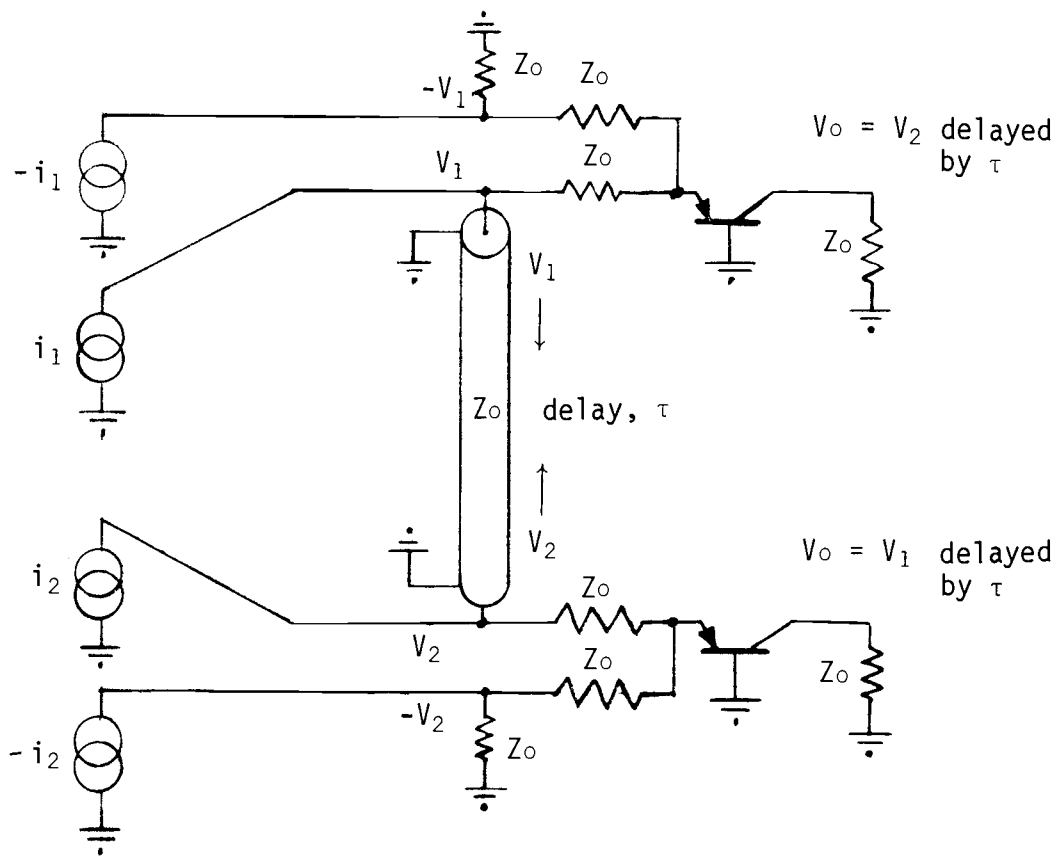 Zo
Zo
-V₁
Vo = V₂ delayed
by τ
-i₁
V₁
Zo
Zo
V₁
i₁
Zo
delay, τ
V₂
i₂
Vo = V₁ delayed
by τ
Zo
V₂
Zo
Zo
-V₂
Zo
-i₂